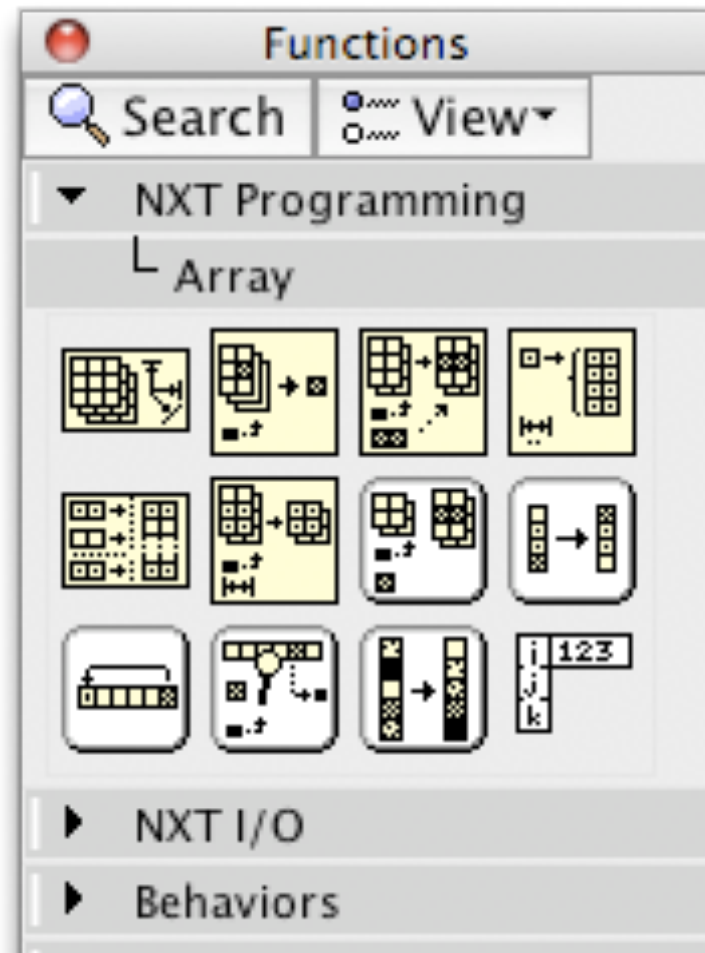 Functions
Search View
NXT Programming
Array
i 123
j
k
NXT I/O
Behaviors